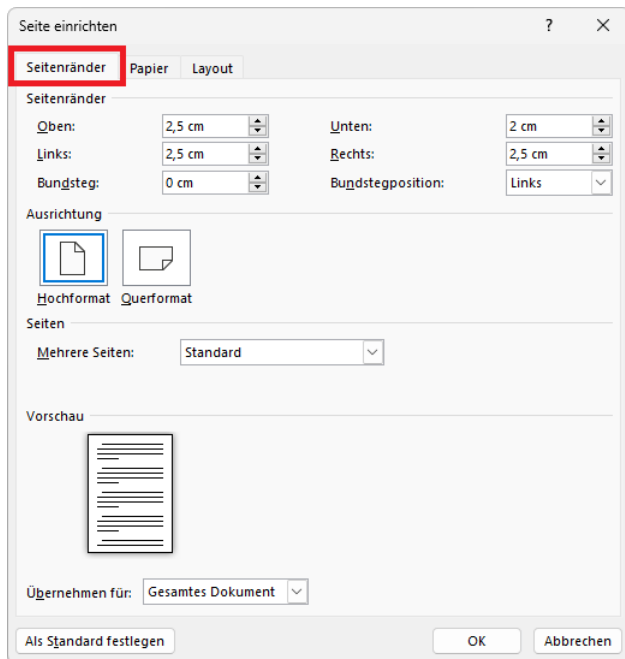 Seite einrichten ?
Seitenränder Papier Layout
Seitenränder
Oben: 2,5 cm Unten: 2 cm
Links: 2,5 cm Rechts: 2,5 cm
Bundsteg: 0 cm Bundstegposition: Links
Ausrichtung
Hochformat Querformat
Seiten
Mehrere Seiten: Standard
Vorschau
Übernehmen für: Gesamtes Dokument
Als Standard festlegen OK Abbrechen